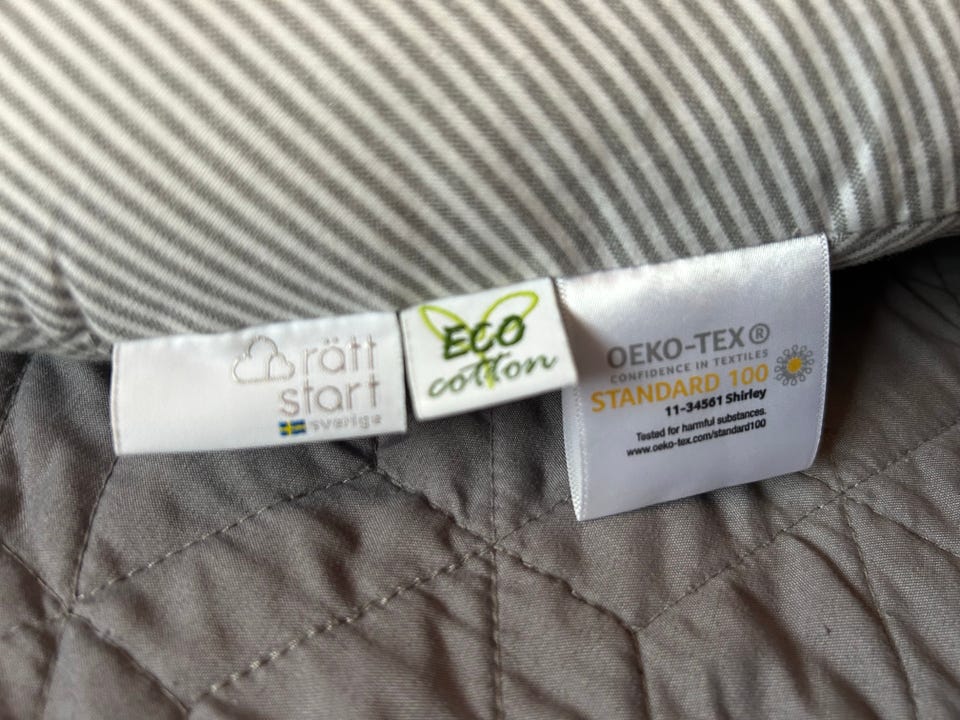 rätt
start
sverige
ECO
cotton
OEKO-TEX®
CONFIDENCE IN TEXTILES
STANDARD 100
11-34561 Shirley
Tested for harmful substances.
www.oeko-tex.com/standard100